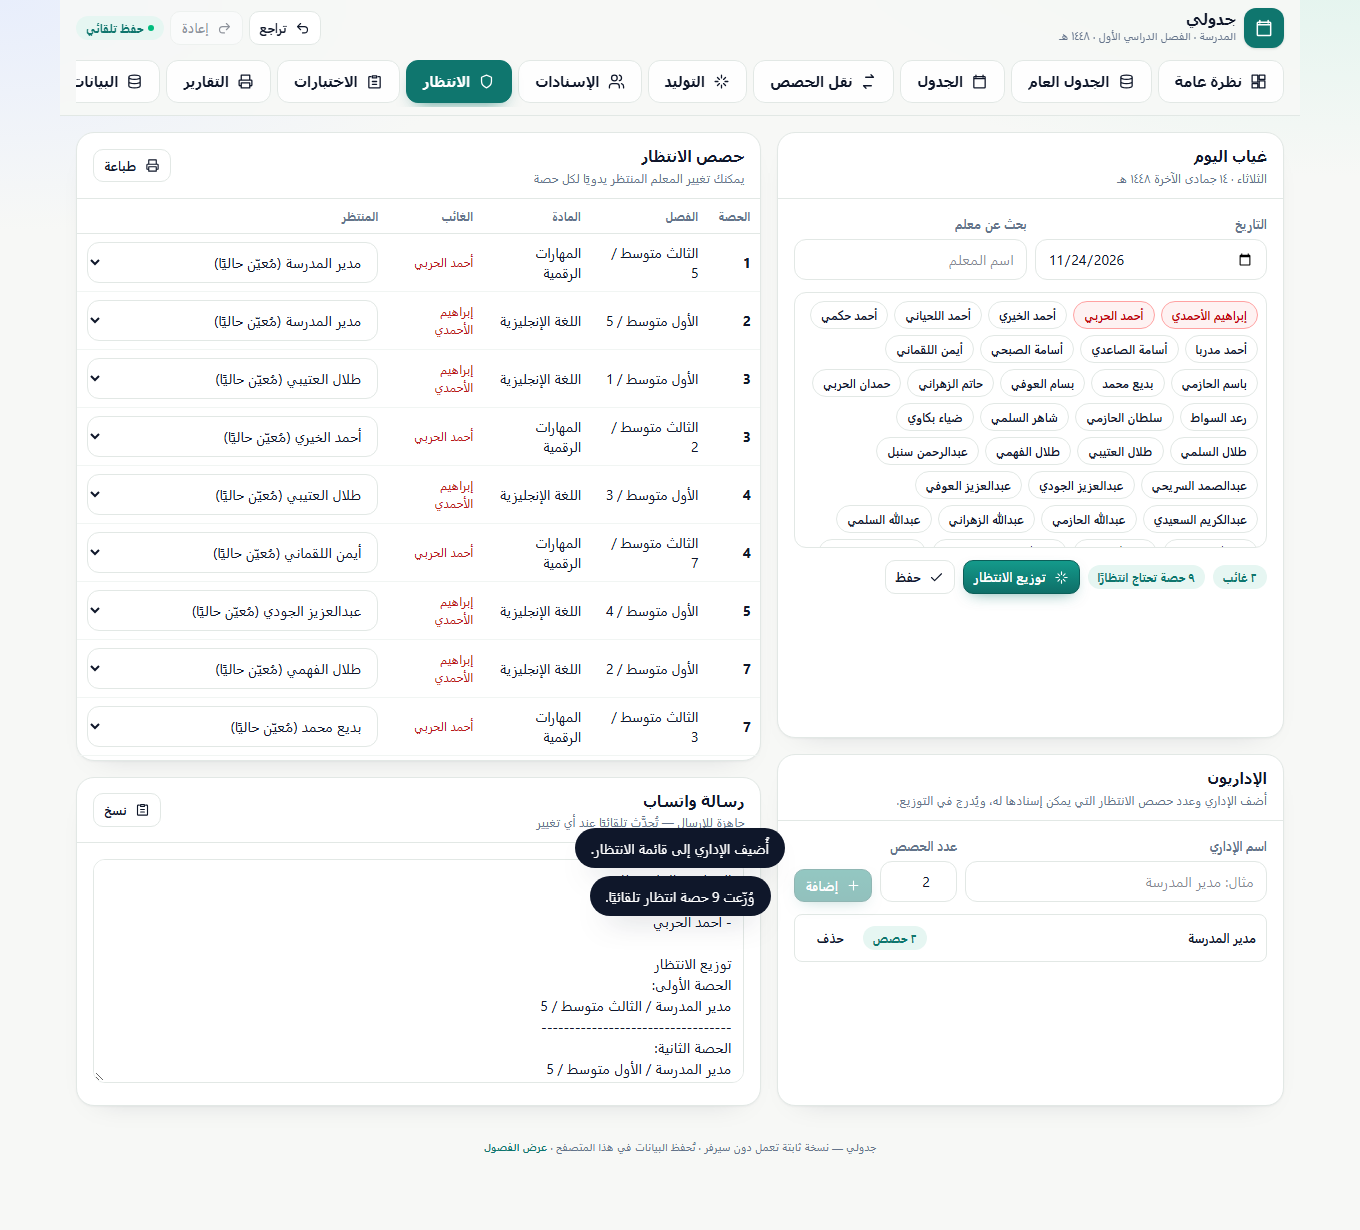 جدولي
المدرسة · الفصل الدراسي الأول · ١٤٤٨ هـ
تراجع
إعادة
حفظ تلقائي
نظرة عامة
الجدول العام
الجدول
نقل الحصص
التوليد
الإسنادات
الانتظار
الاختبارات
التقارير
البيانات
غياب اليوم
الثلاثاء · ١٤ جمادى الآخرة ١٤٤٨ هـ
التاريخ
بحث عن معلم
11/24/2026
اسم المعلم
إبراهيم الأحمدي
أحمد الحربي
أحمد الخيري
أحمد اللحياني
أحمد حكمي
أحمد مدربا
أسامة الصاعدي
أسامة الصبحي
أيمن اللقماني
باسم الحازمي
بديع محمد
بسام العوفي
حاتم الزهراني
حمدان الحربي
رعد السواط
سلطان الحازمي
شاهر السلمي
ضياء بكاوي
طلال السلمي
طلال العتيبي
طلال الفهمي
عبدالرحمن سنبل
عبدالصمد السريحي
عبدالعزيز الجودي
عبدالعزيز العوفي
عبدالكريم السعيدي
عبدالله الحازمي
عبدالله الزهراني
عبدالله السلمي
٢ غائب
٩ حصة تحتاج انتظارًا
توزيع الانتظار
حفظ
حصص الانتظار
يمكنك تغيير المعلم المنتظر يدويًا لكل حصة
طباعة
الحصة الفصل المادة الغائب المنتظر
1 الثالث متوسط / 5 المهارات الرقمية أحمد الحربي مدير المدرسة (مُعيّن حاليًا)
2 الأول متوسط / 5 اللغة الإنجليزية إبراهيم الأحمدي مدير المدرسة (مُعيّن حاليًا)
3 الأول متوسط / 1 اللغة الإنجليزية إبراهيم الأحمدي طلال العتيبي (مُعيّن حاليًا)
3 الثالث متوسط / 2 المهارات الرقمية أحمد الحربي أحمد الخيري (مُعيّن حاليًا)
4 الأول متوسط / 3 اللغة الإنجليزية إبراهيم الأحمدي طلال العتيبي (مُعيّن حاليًا)
4 الثالث متوسط / 7 المهارات الرقمية أحمد الحربي أيمن اللقماني (مُعيّن حاليًا)
5 الأول متوسط / 4 اللغة الإنجليزية إبراهيم الأحمدي عبدالعزيز الجودي (مُعيّن حاليًا)
7 الأول متوسط / 2 اللغة الإنجليزية إبراهيم الأحمدي طلال الفهمي (مُعيّن حاليًا)
7 الثالث متوسط / 3 المهارات الرقمية أحمد الحربي بديع محمد (مُعيّن حاليًا)
الإداريون
أضف الإداري وعدد حصص الانتظار التي يمكن إسنادها له، ويُدرج في التوزيع.
اسم الإداري
عدد الحصص
مثال: مدير المدرسة
2
إضافة
مدير المدرسة
٢ حصص
حذف
رسالة واتساب
جاهزة للإرسال — تُحدَّث تلقائيًا عند أي تغيير
نسخ
أُضيف الإداري إلى قائمة الانتظار.
وُزّعت 9 حصة انتظار تلقائيًا.
- أحمد الحربي
توزيع الانتظار
الحصة الأولى:
مدير المدرسة / الثالث متوسط / 5
----------------------------------
الحصة الثانية:
مدير المدرسة / الأول متوسط / 5
جدولي — نسخة ثابتة تعمل دون سيرفر · تُحفظ البيانات في هذا المتصفح · عرض الفصول